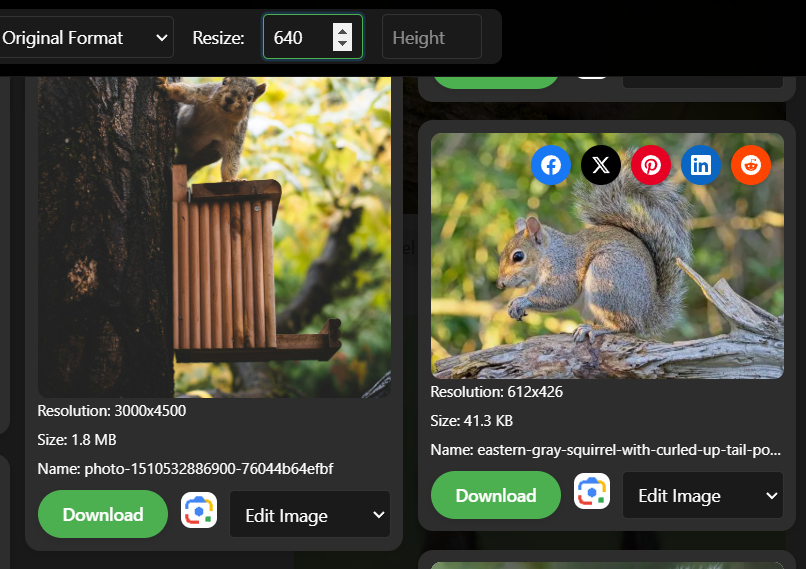 Original Format
Resize:
640
Height
Resolution: 3000x4500
Size: 1.8 MB
Name: photo-1510532886900-76044b64efbf
Download
Edit Image
Resolution: 612x426
Size: 41.3 KB
Name: eastern-gray-squirrel-with-curled-up-tail-po...
Download
Edit Image